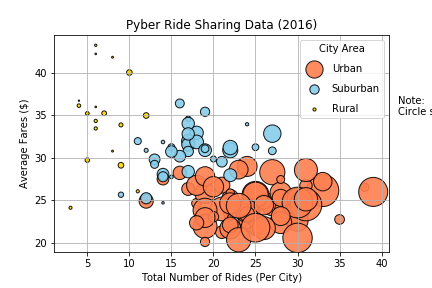 Pyber Ride Sharing Data (2016)
Average Fares ($)
40
35
30
25
20
5
10
15
20
25
30
35
40
Total Number of Rides (Per City)
City Area
Urban
Suburban
Rural
Note:
Circle